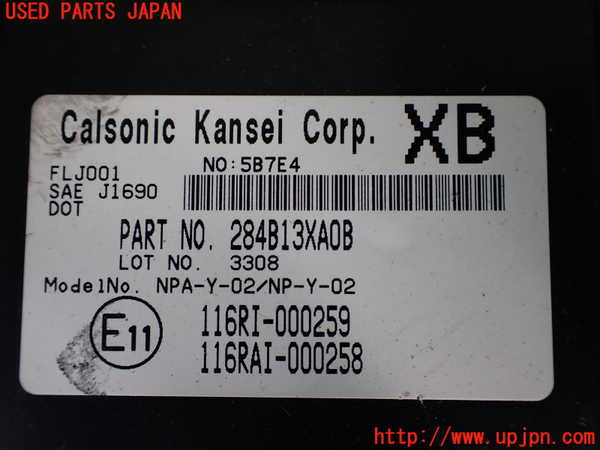 USED PARTS JAPAN
Calsonic Kansei Corp. XB
NO:5B7E4
FLJ001
SAE J1690
DOT
PART NO. 284B13XA0B
LOT NO. 3308
ModelNo. NPA-Y-02/NP-Y-02
E11
116RI-000259
116RAI-000258
http://www.upjpn.com